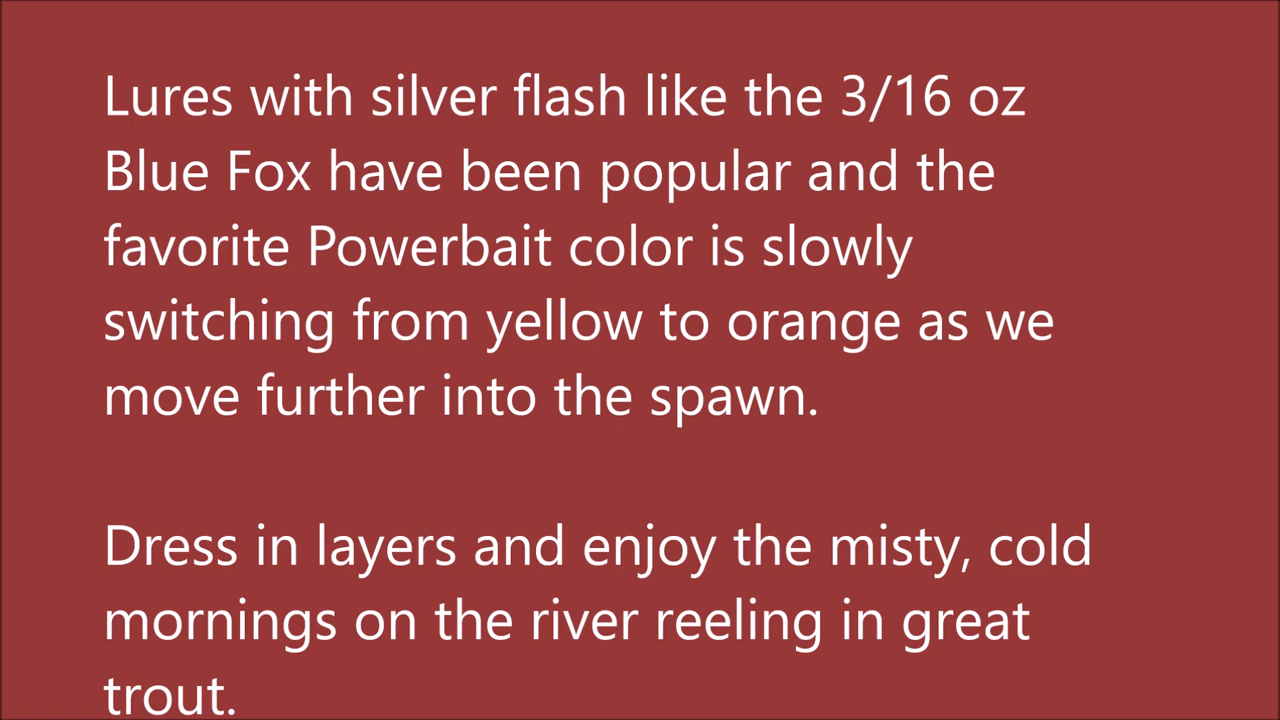 Lures with silver flash like the 3/16 oz
Blue Fox have been popular and the
favorite Powerbait color is slowly
switching from yellow to orange as we
move further into the spawn.
Dress in layers and enjoy the misty, cold
mornings on the river reeling in great
trout.